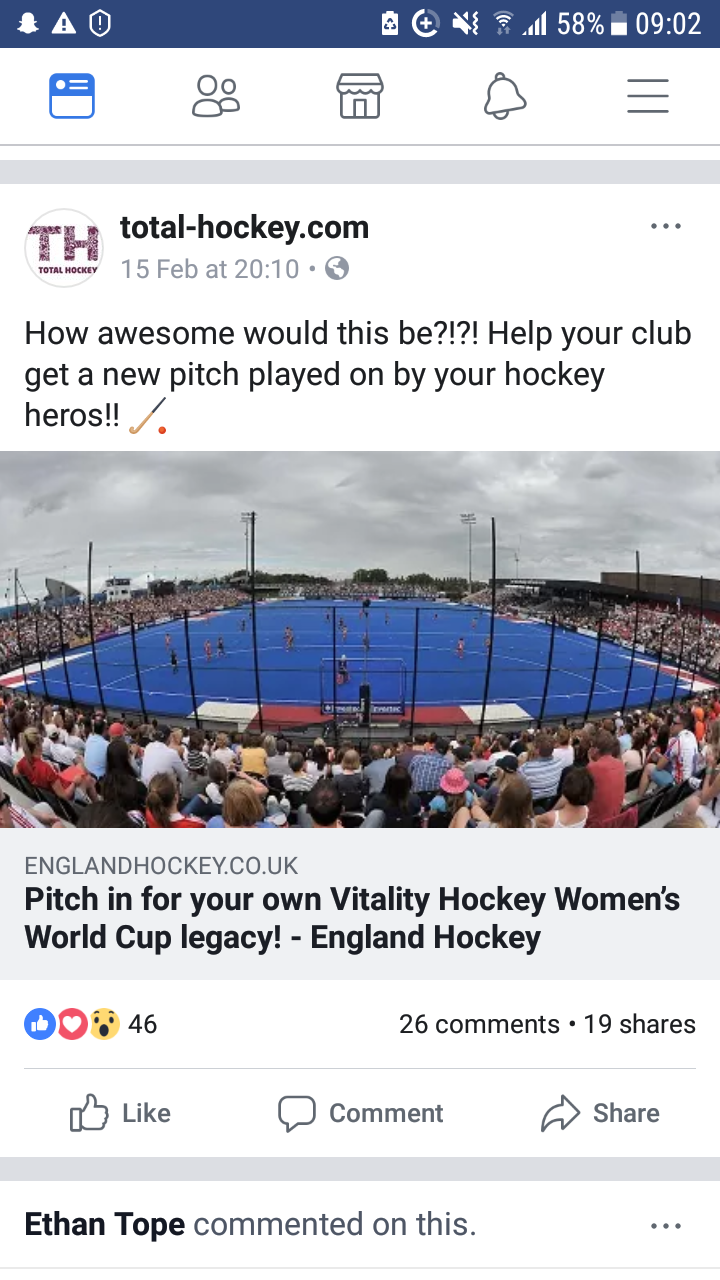 58% 09:02
TH
TOTAL HOCKEY
total-hockey.com
15 Feb at 20:10 •
How awesome would this be?!?! Help your club
get a new pitch played on by your hockey
heros!! 🏑
ENGLANDHOCKEY.CO.UK
Pitch in for your own Vitality Hockey Women's
World Cup legacy! - England Hockey
46 26 comments • 19 shares
Like Comment Share
Ethan Tope commented on this.